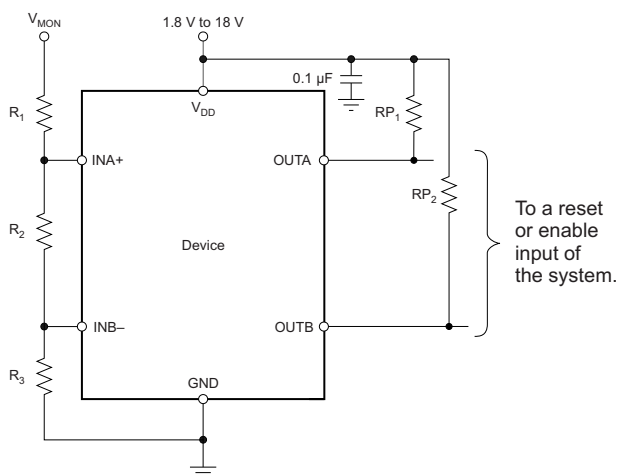 V_MON
1.8 V to 18 V
0.1 µF
R_1
V_DD
RP_1
INA+
OUTA
RP_2
R_2
Device
To a reset
or enable
input of
the system.
INB–
OUTB
R_3
GND